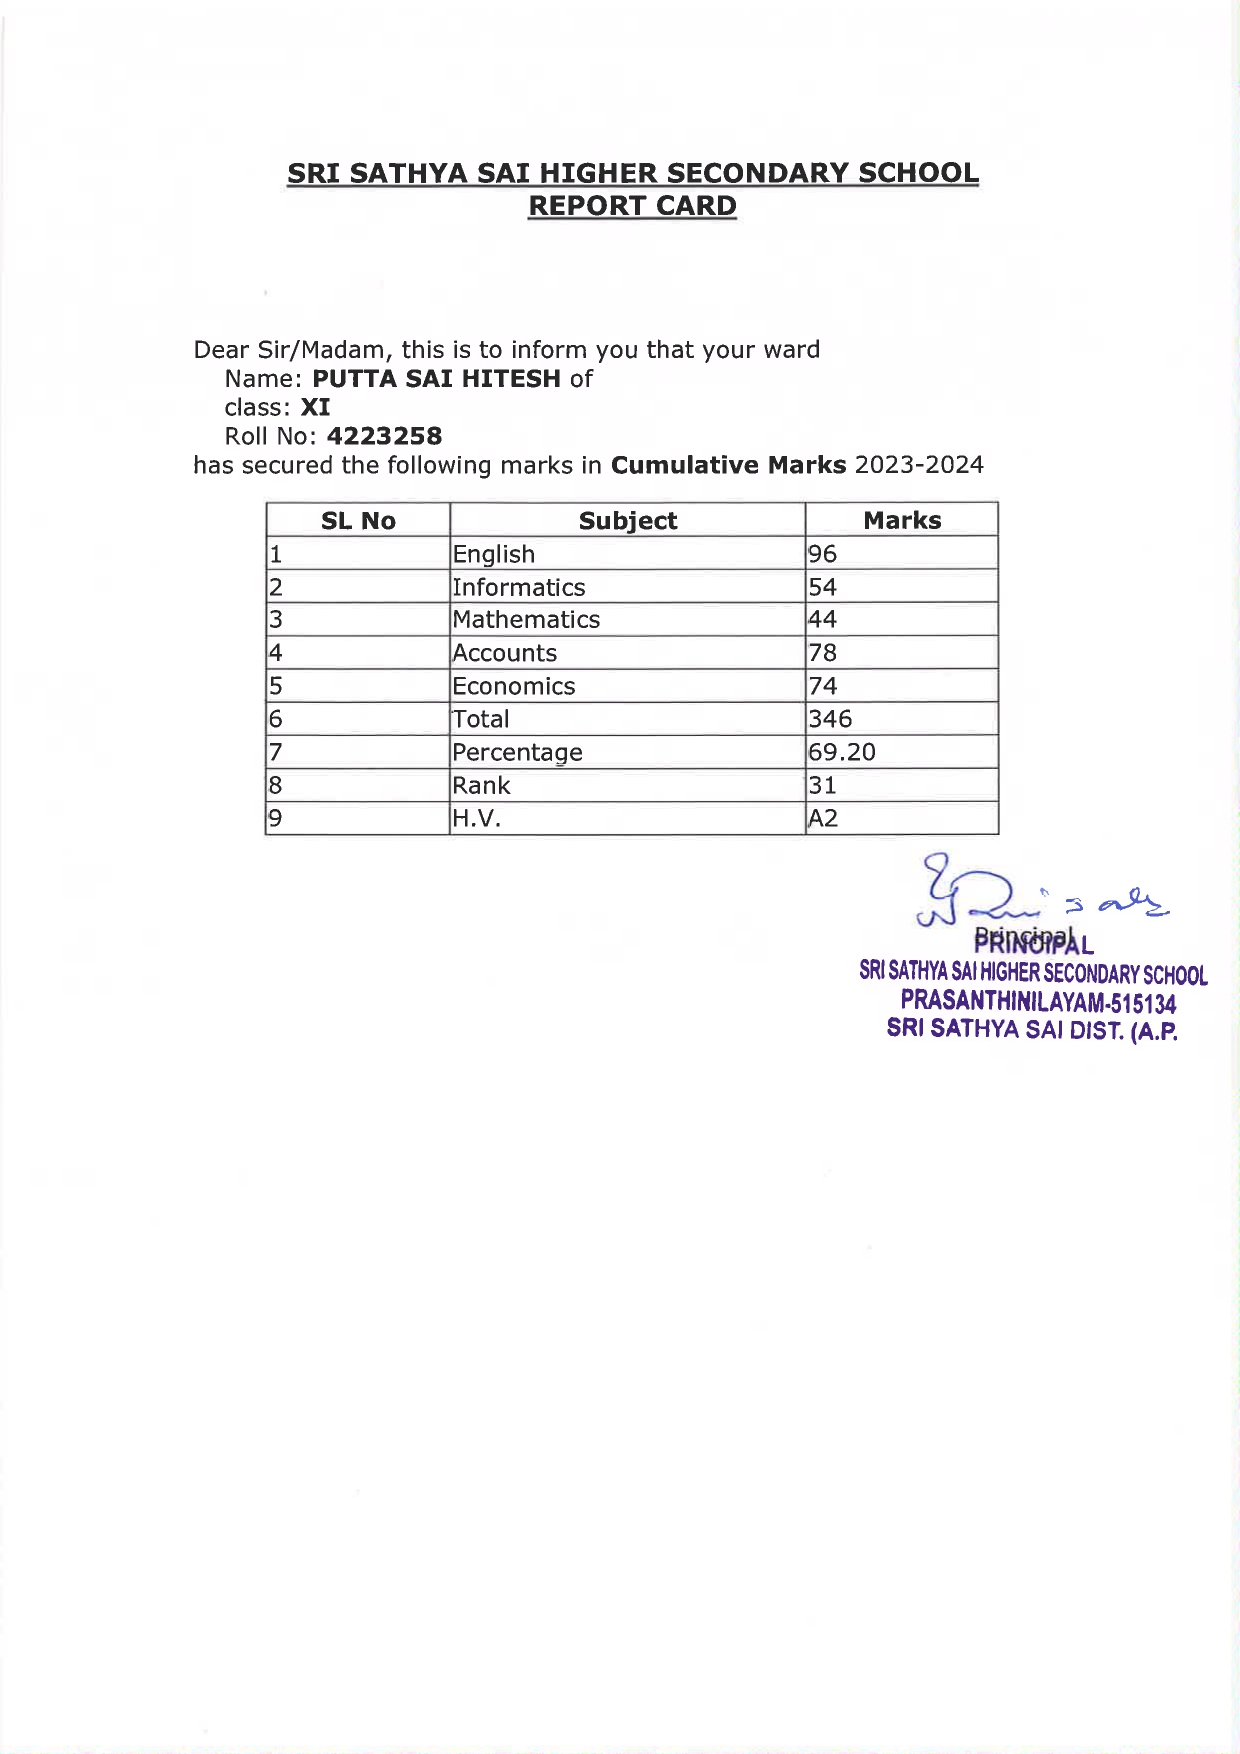 SRI SATHYA SAI HIGHER SECONDARY SCHOOL
REPORT CARD
Dear Sir/Madam, this is to inform you that your ward
Name: PUTTA SAI HITESH of
class: XI
Roll No: 4223258
has secured the following marks in Cumulative Marks 2023-2024
SL No Subject Marks
1 English 96
2 Informatics 54
3 Mathematics 44
4 Accounts 78
5 Economics 74
6 Total 346
7 Percentage 69.20
8 Rank 31
9 H.V. A2
Principal
PRINCIPAL
SRI SATHYA SAI HIGHER SECONDARY SCHOOL
PRASANTHINILAYAM-515134
SRI SATHYA SAI DIST. (A.P.